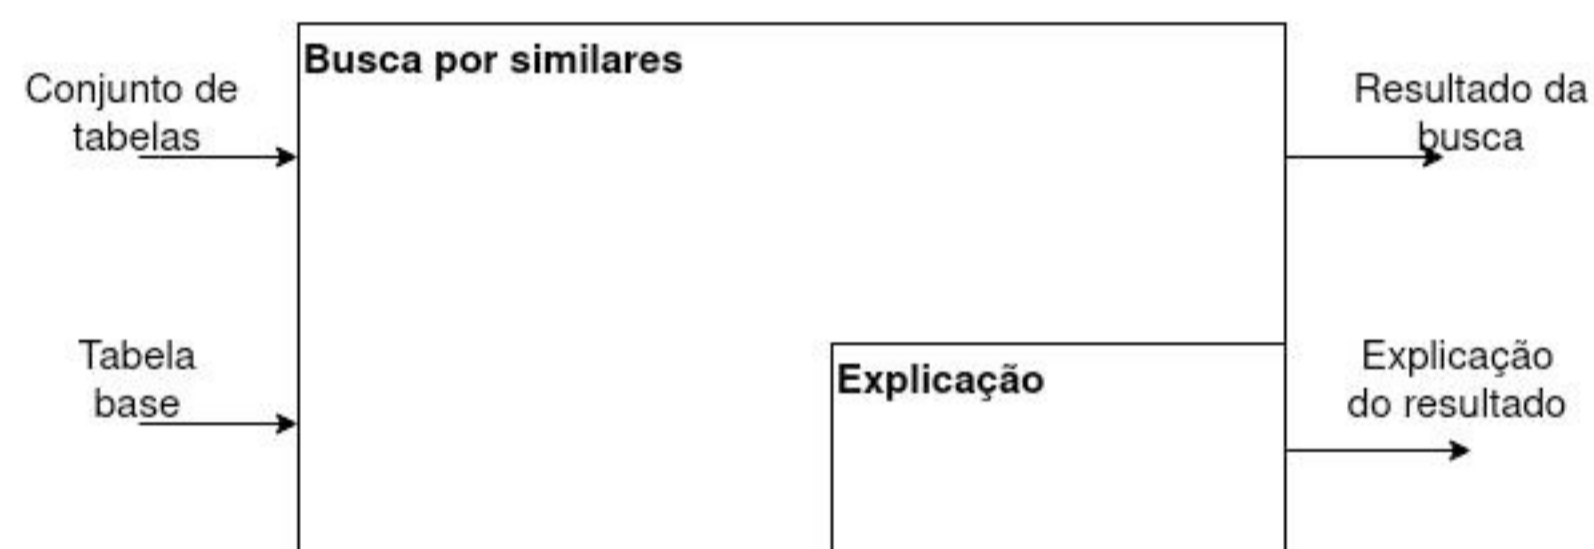 Busca por similares
Conjunto de
tabelas
Resultado da
busca
Tabela
base
Explicação
Explicação
do resultado